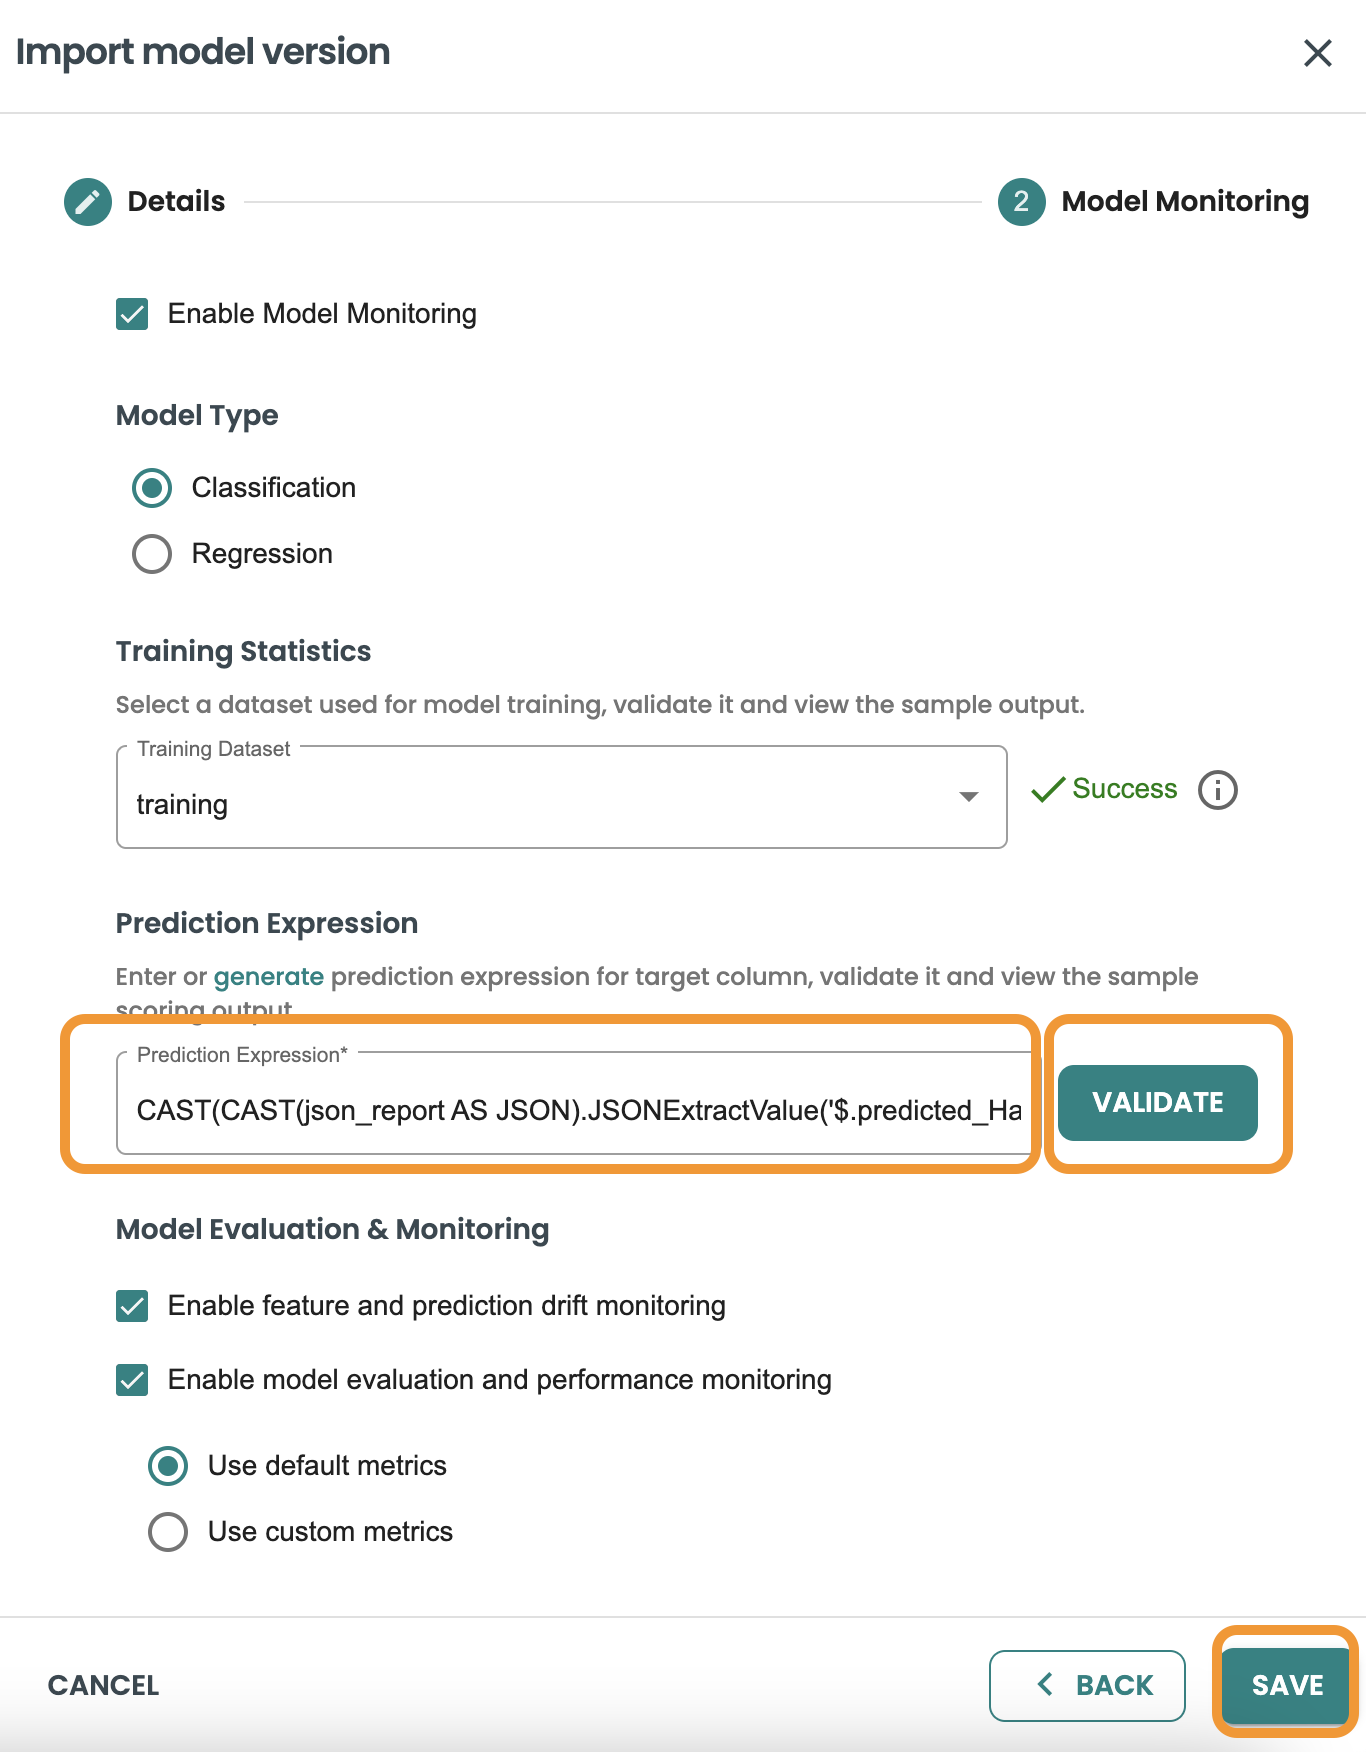 Import model version
Details
2 Model Monitoring
Enable Model Monitoring
Model Type
Classification
Regression
Training Statistics
Select a dataset used for model training, validate it and view the sample output.
Training Dataset
training
Success
Prediction Expression
Enter or generate prediction expression for target column, validate it and view the sample
scoring output
Prediction Expression*
CAST(CAST(json_report AS JSON).JSONExtractValue('$.predicted_Ha
VALIDATE
Model Evaluation & Monitoring
Enable feature and prediction drift monitoring
Enable model evaluation and performance monitoring
Use default metrics
Use custom metrics
CANCEL
BACK
SAVE